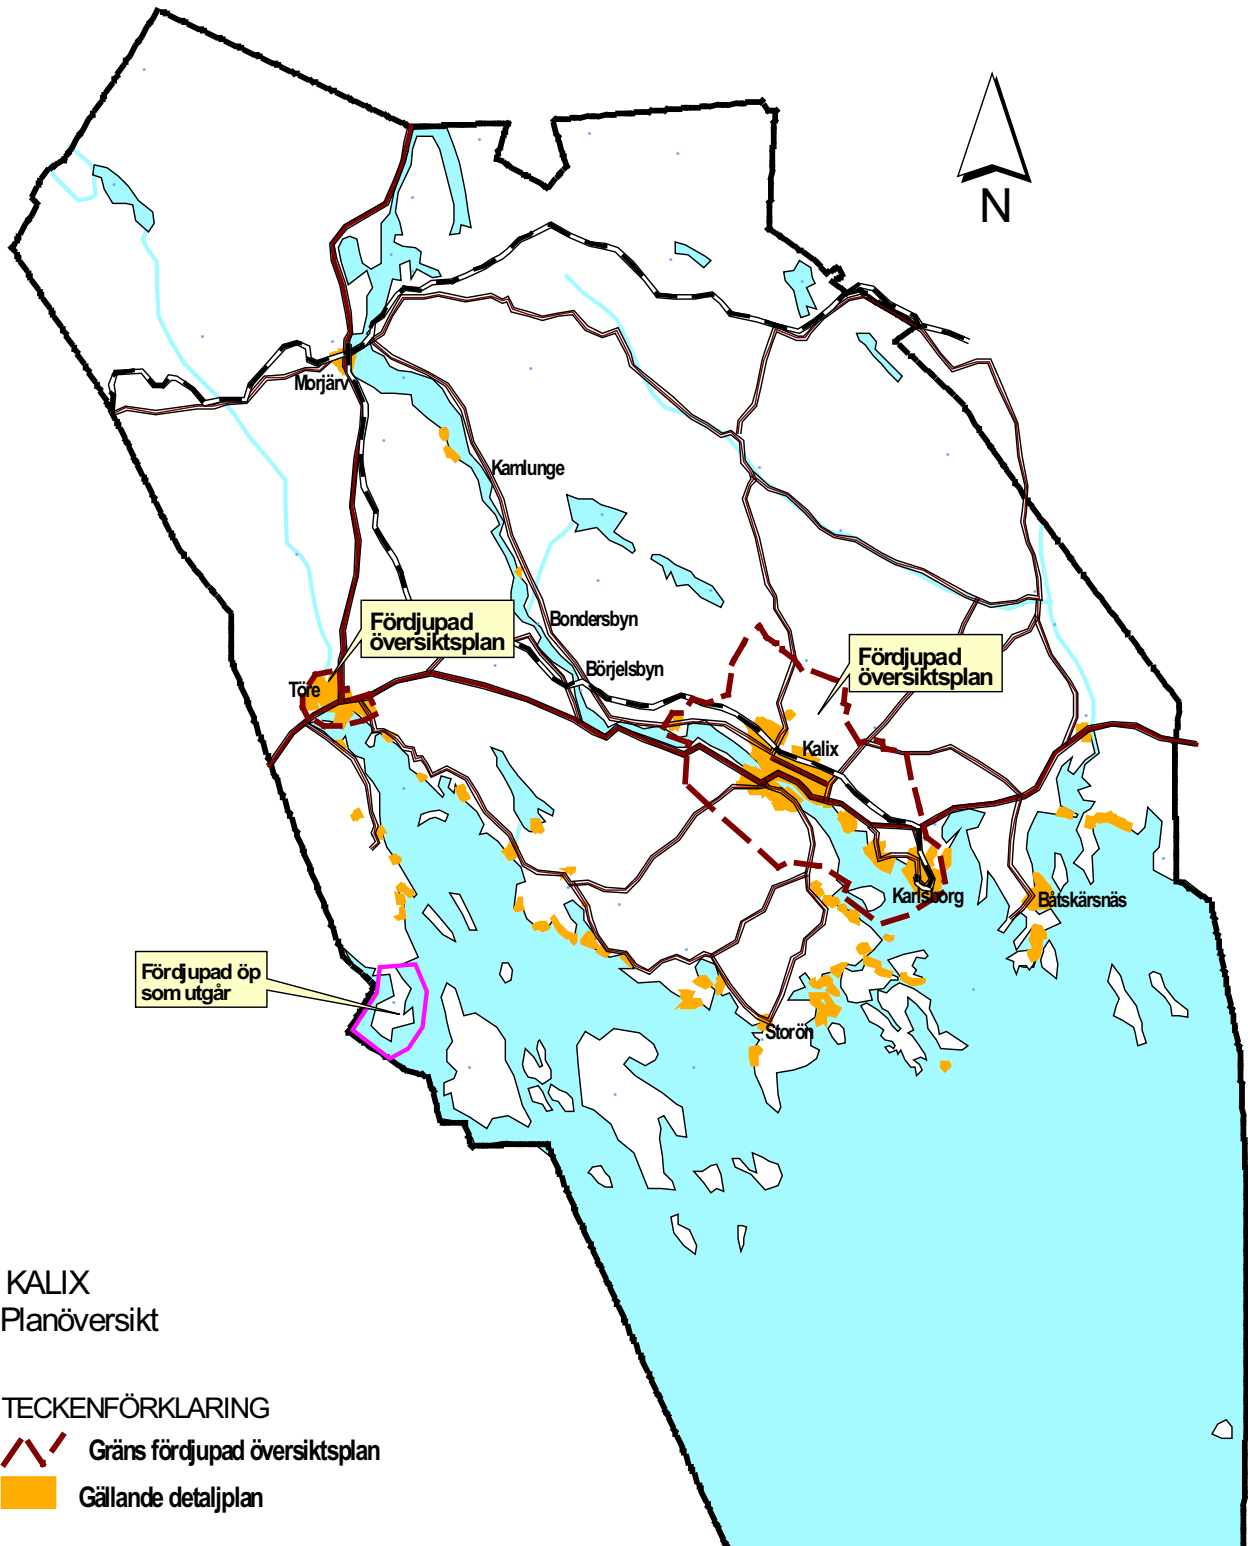 N
Morjärv
Kamlunge
Fördjupad
översiktsplan
Bondersbyn
Fördjupad
översiktsplan
Börjelsbyn
Töre
Kalix
Karlsborg
Båtskärsnäs
Fördjupad öp
som utgår
Storön
KALIX
Planöversikt
TECKENFÖRKLARING
Gräns fördjupad översiktsplan
Gällande detaljplan